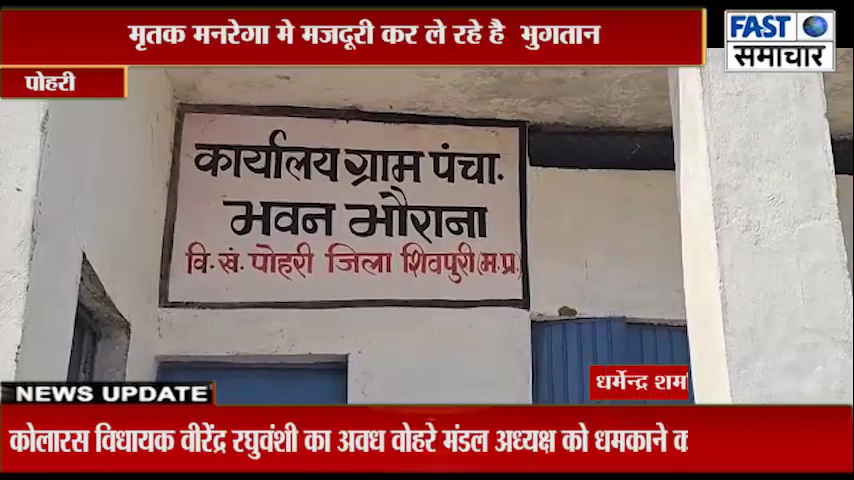 मृतक मनरेगा मे मजदूरी कर ले रहे है भुगतान
FAST
समाचार
पोहरी
कार्यालय ग्राम पंचा.
भवन भौराना
वि. खं. पोहरी जिला शिवपुरी (म.प्र.)
धर्मेन्द्र शर्मा
NEWS UPDATE
कोलारस विधायक वीरेंद्र रघुवंशी का अवध वोहरे मंडल अध्यक्ष को धमकाने